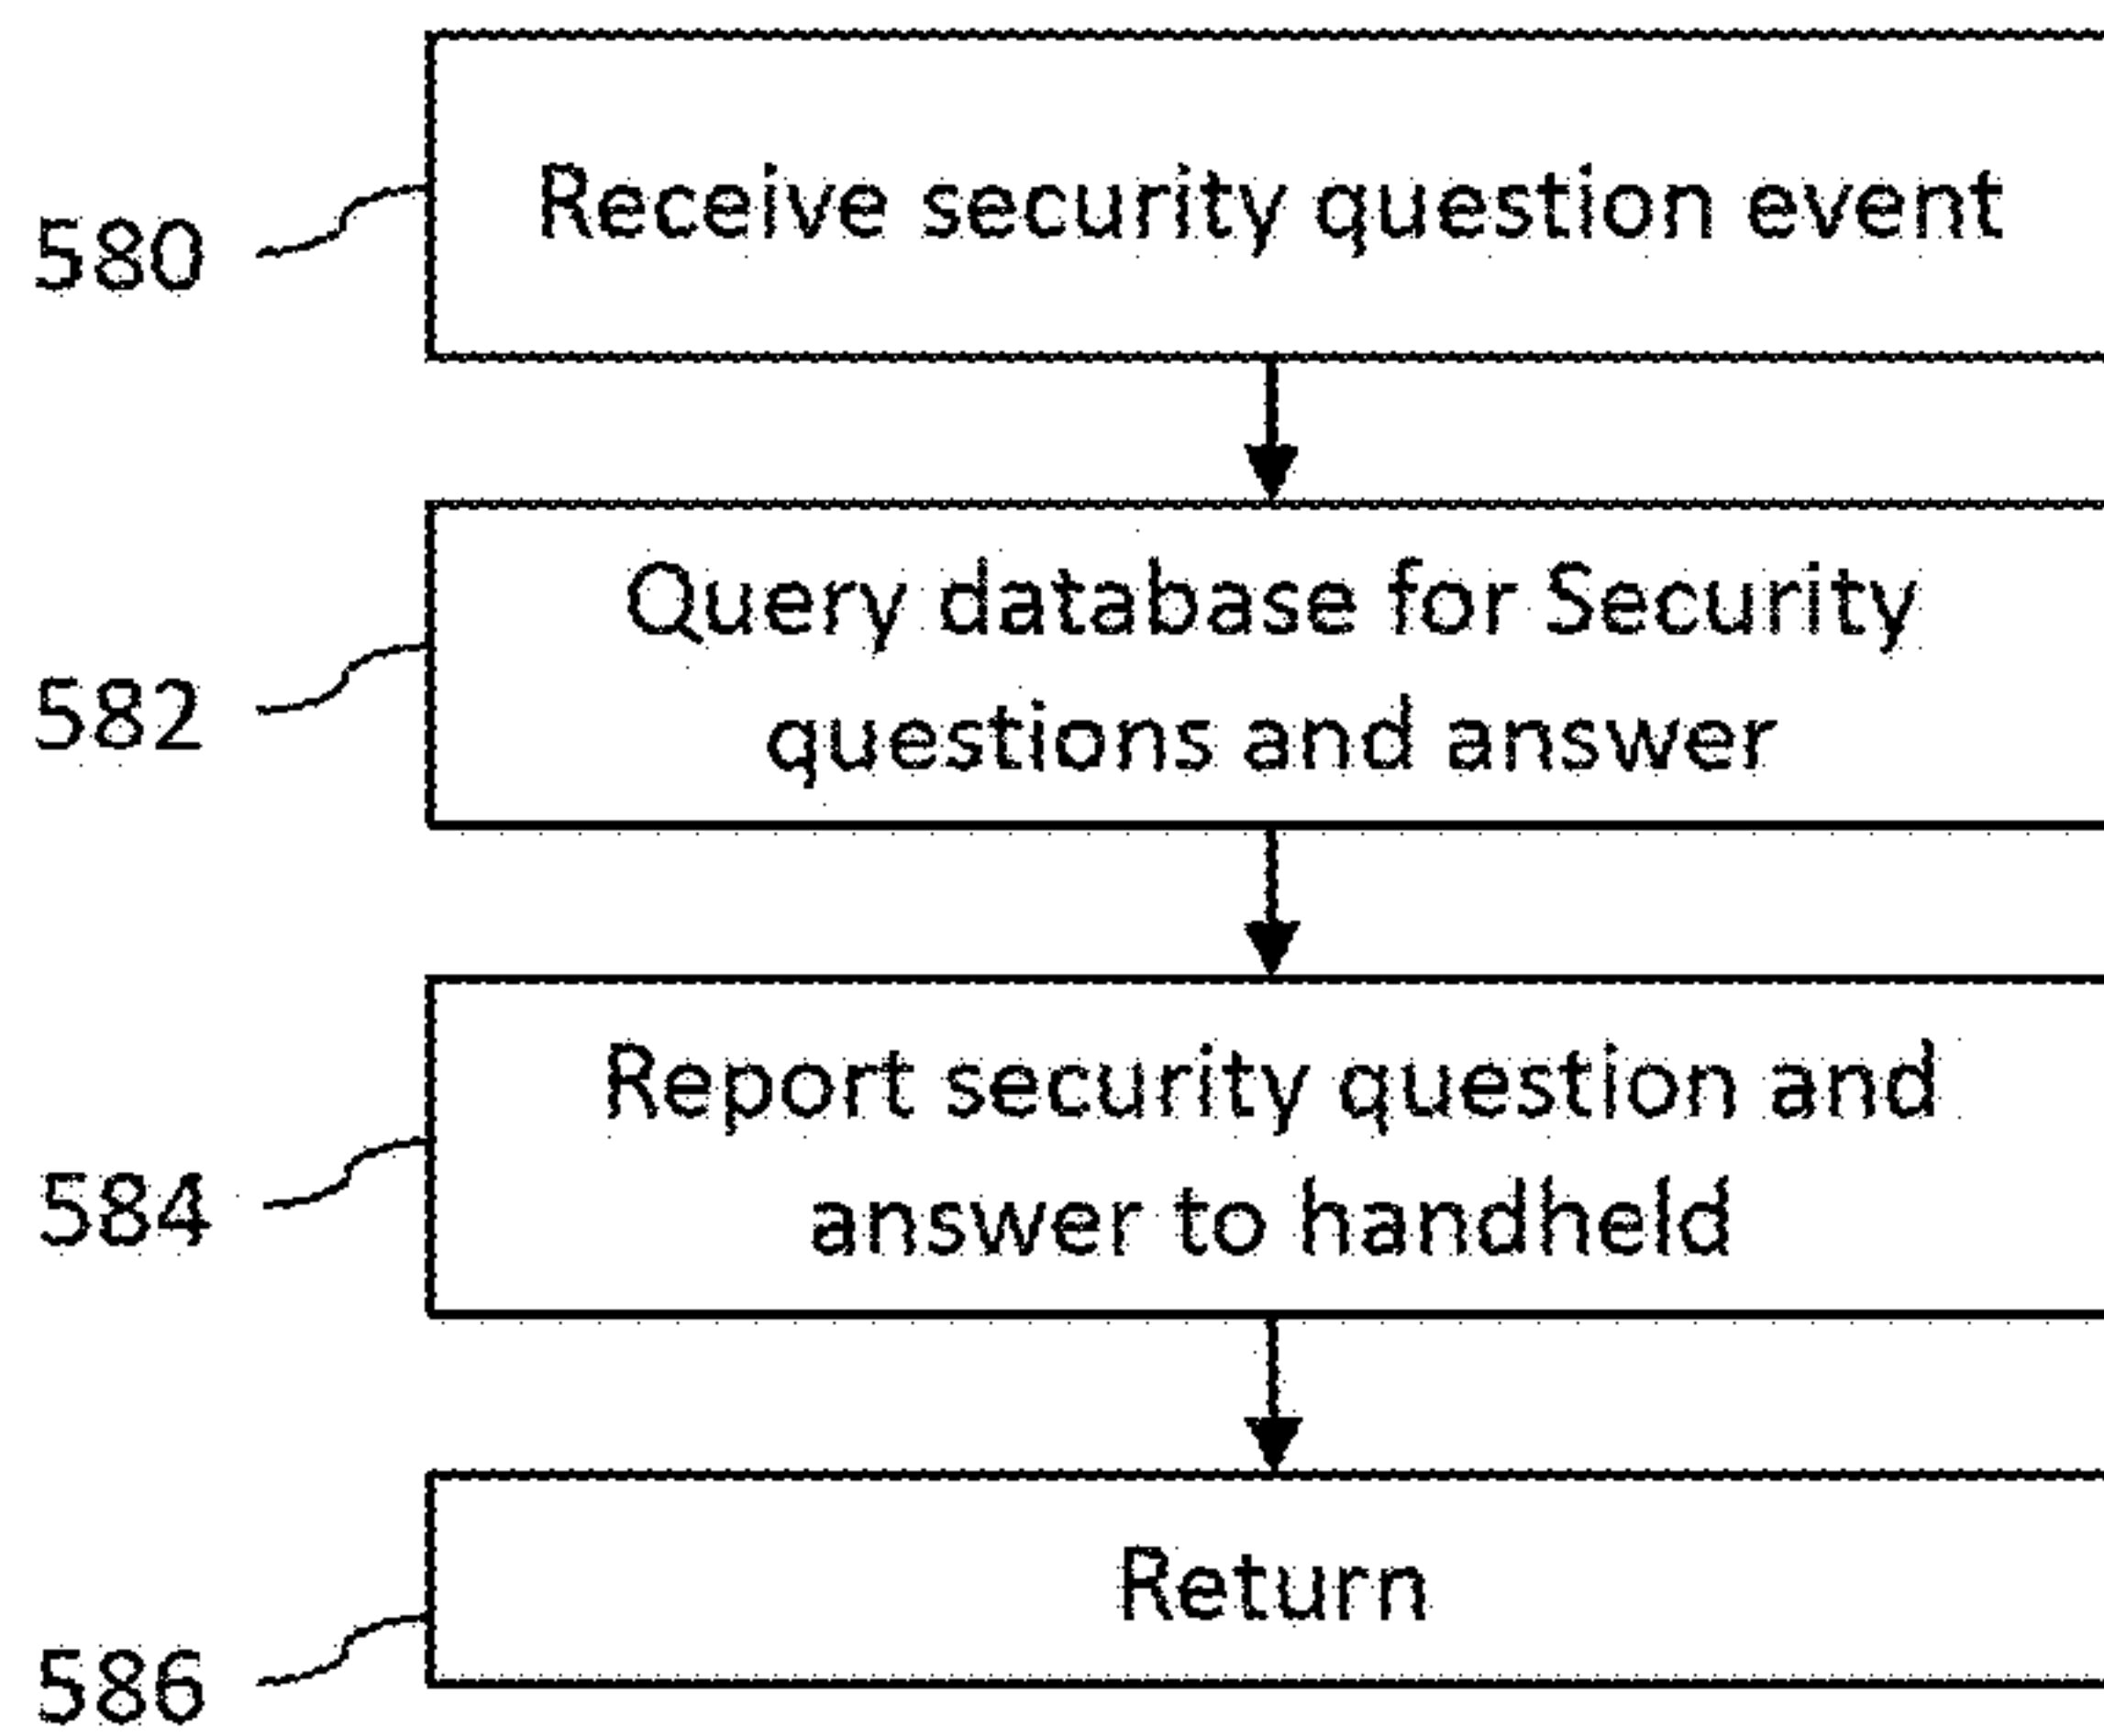 580
Receive security question event
582
Query database for Security
questions and answer
584
Report security question and
answer to handheld
586
Return